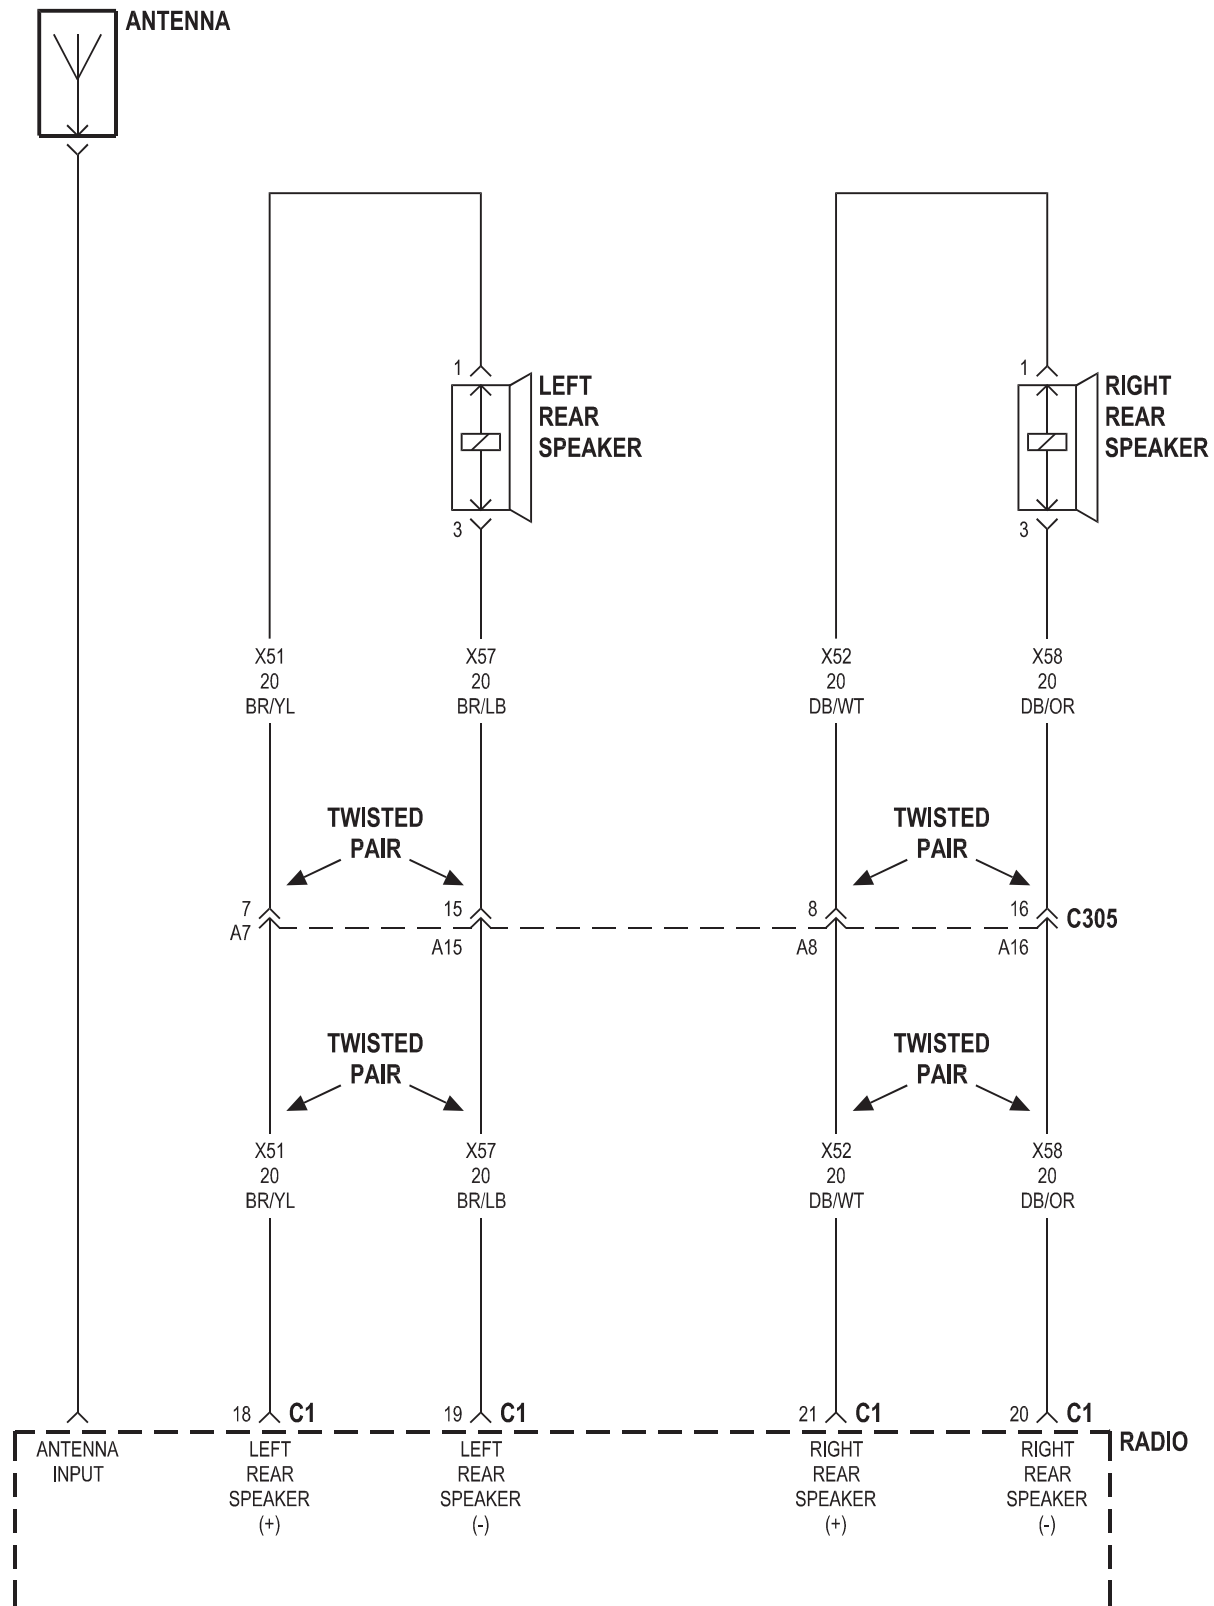 ANTENNA
1
LEFT
REAR
SPEAKER
3
1
RIGHT
REAR
SPEAKER
3
X51
20
BR/YL
X57
20
BR/LB
X52
20
DB/WT
X58
20
DB/OR
TWISTED
PAIR
TWISTED
PAIR
7
A7
15
A15
8
A8
16
A16
C305
TWISTED
PAIR
TWISTED
PAIR
X51
20
BR/YL
X57
20
BR/LB
X52
20
DB/WT
X58
20
DB/OR
18 C1
19 C1
21 C1
20 C1
RADIO
ANTENNA
INPUT
LEFT
REAR
SPEAKER
(+)
LEFT
REAR
SPEAKER
(-)
RIGHT
REAR
SPEAKER
(+)
RIGHT
REAR
SPEAKER
(-)